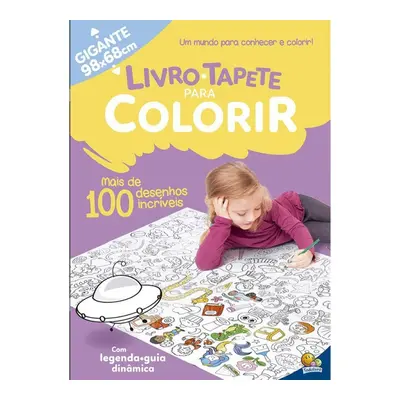 GIGANTE
98x68cm
Um mundo para conhecer e colorir!
LIVRO-TAPETE
PARA
COLORIR
Mais de
100 desenhos
incríveis
Com
legenda-guia
dinâmica